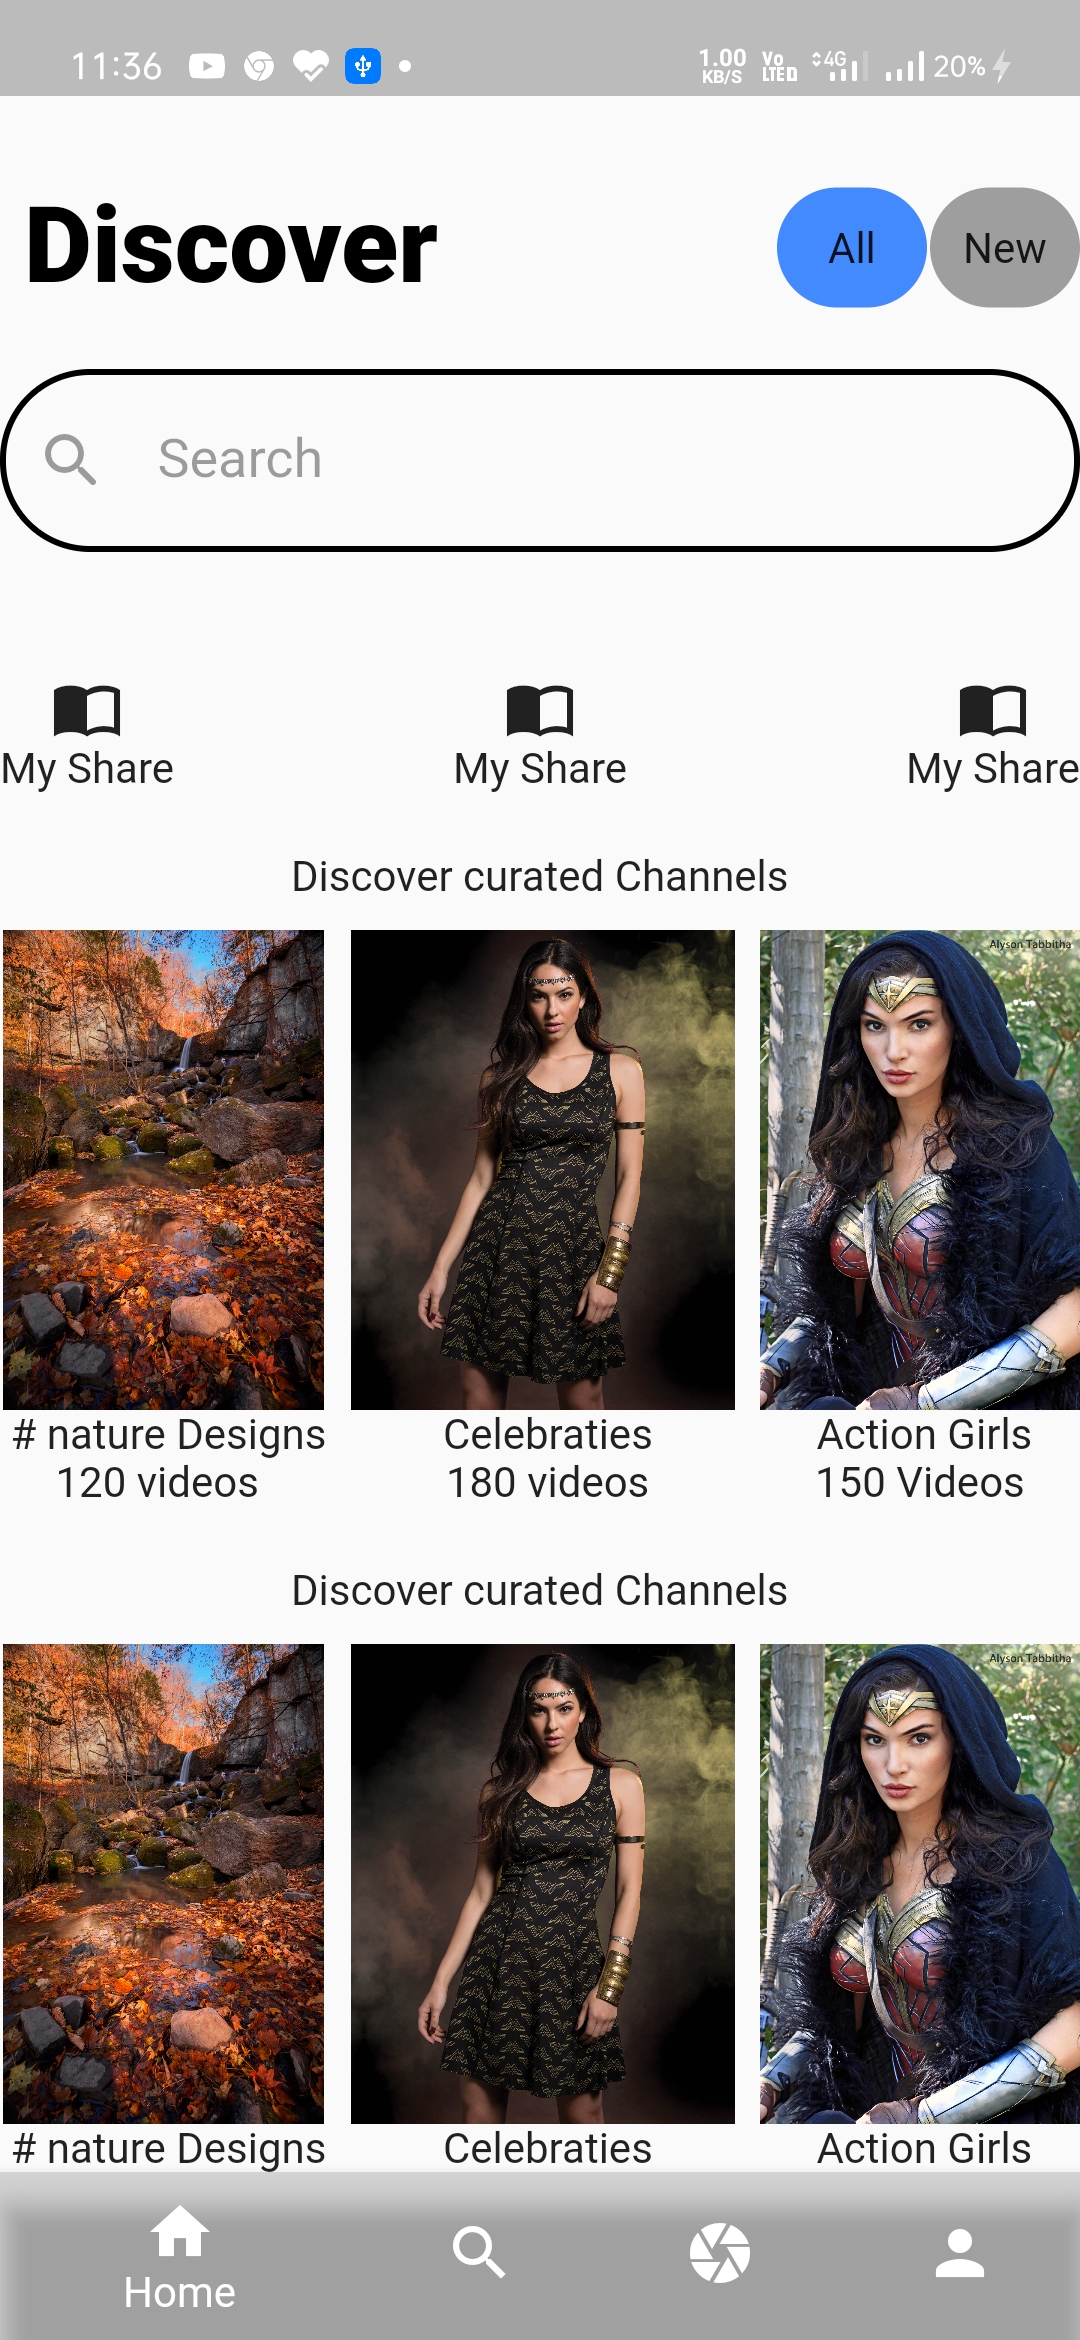 11:36 1.00 KB/S Vo LTE D 4G 20%
Discover All New
Search
My Share My Share My Share
Discover curated Channels
Alyson Tabbitha
# nature Designs Celebraties Action Girls
120 videos 180 videos 150 Videos
Discover curated Channels
Alyson Tabbitha
# nature Designs Celebraties Action Girls
Home